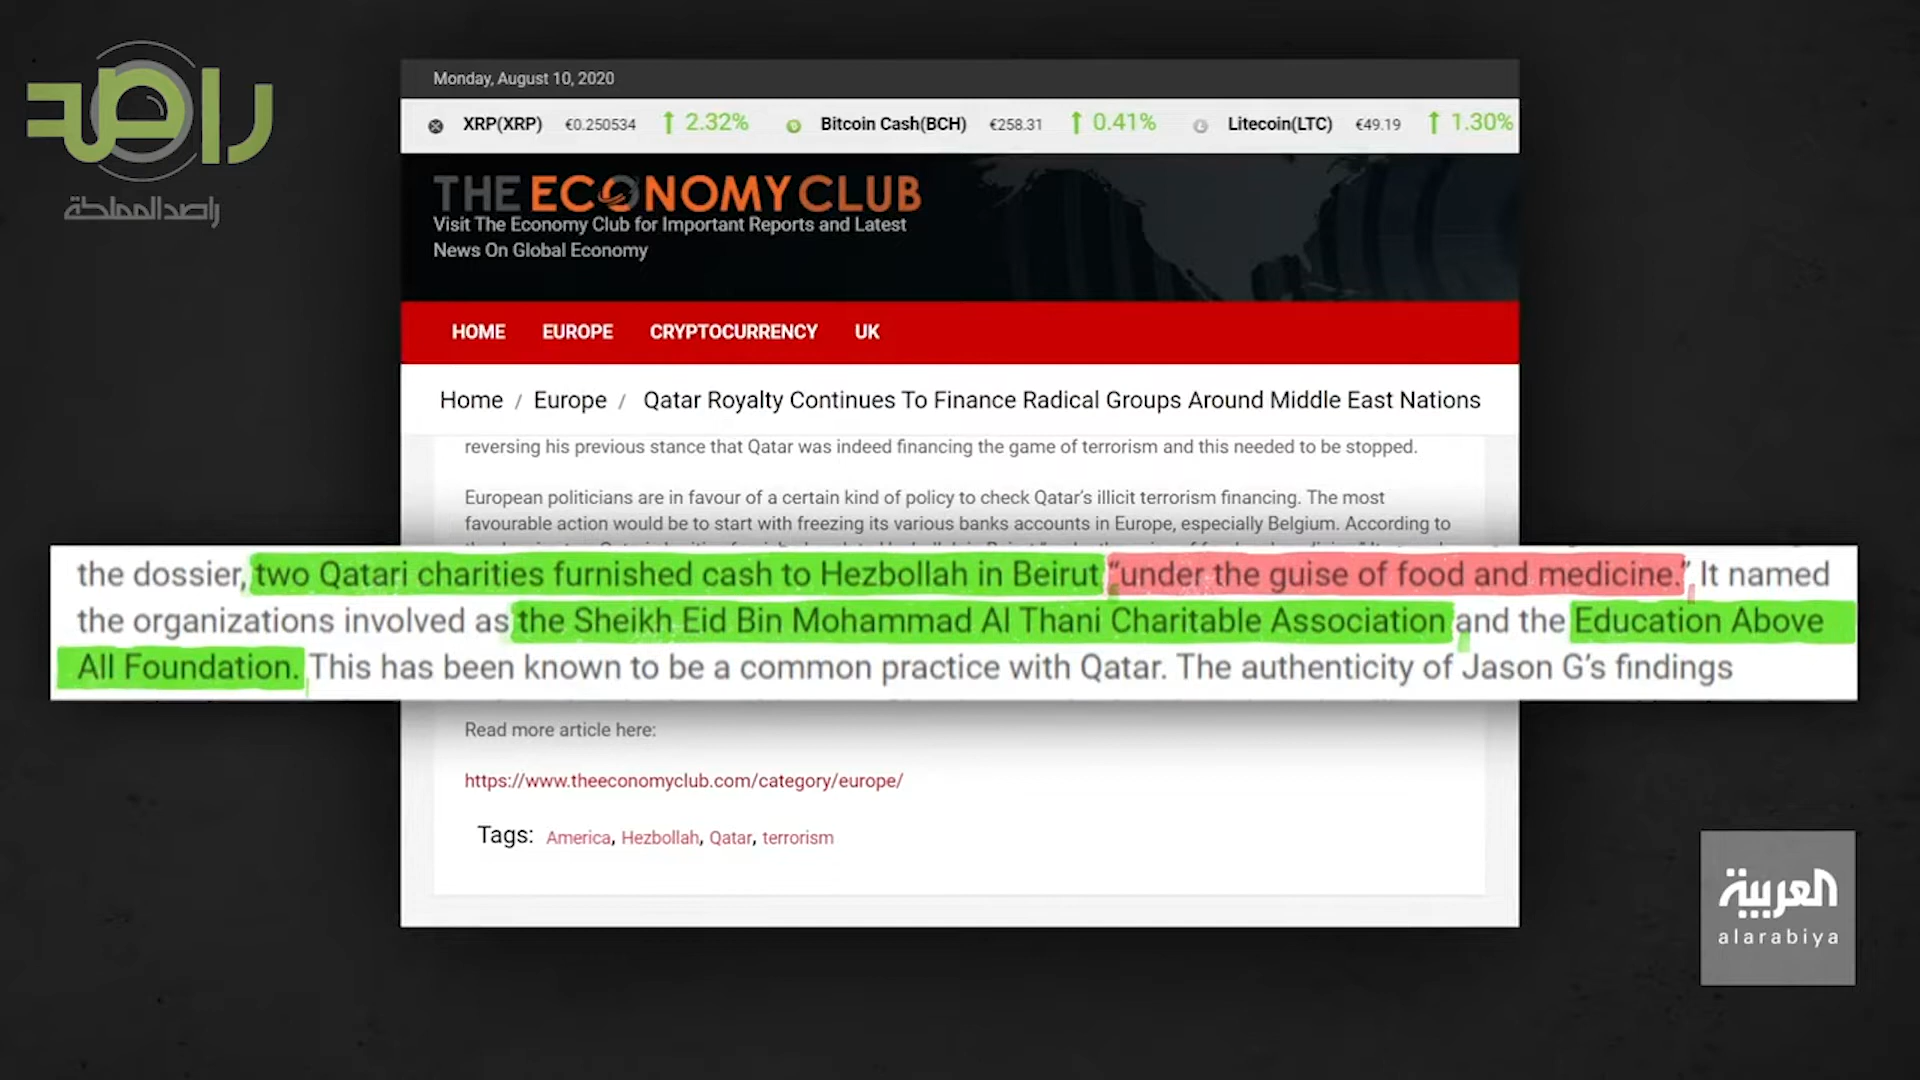 راصد
راصد المملكة
Monday, August 10, 2020
XRP(XRP) €0.250534 ↑ 2.32% Bitcoin Cash(BCH) €258.31 ↑ 0.41% Litecoin(LTC) €49.19 ↑ 1.30%
THE ECONOMY CLUB
Visit The Economy Club for Important Reports and Latest
News On Global Economy
HOME EUROPE CRYPTOCURRENCY UK
Home / Europe / Qatar Royalty Continues To Finance Radical Groups Around Middle East Nations
reversing his previous stance that Qatar was indeed financing the game of terrorism and this needed to be stopped.
European politicians are in favour of a certain kind of policy to check Qatar's illicit terrorism financing. The most
favourable action would be to start with freezing its various banks accounts in Europe, especially Belgium. According to
the dossier, two Qatari charities furnished cash to Hezbollah in Beirut “under the guise of food and medicine.” It named
the organizations involved as the Sheikh Eid Bin Mohammad Al Thani Charitable Association and the Education Above
All Foundation. This has been known to be a common practice with Qatar. The authenticity of Jason G's findings
Read more article here:
https://www.theeconomyclub.com/category/europe/
Tags: America, Hezbollah, Qatar, terrorism
العربية
alarabiya